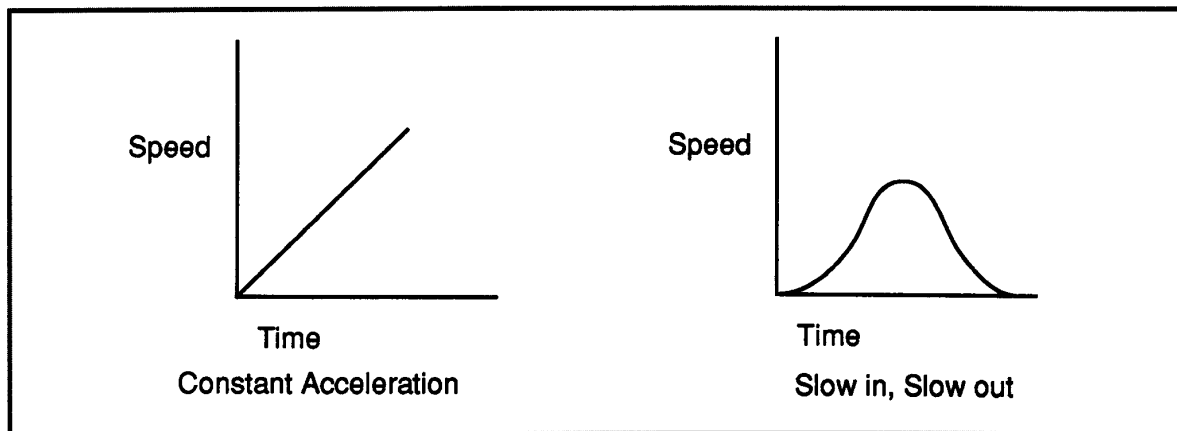 Speed
Time
Constant Acceleration
Speed
Time
Slow in, Slow out